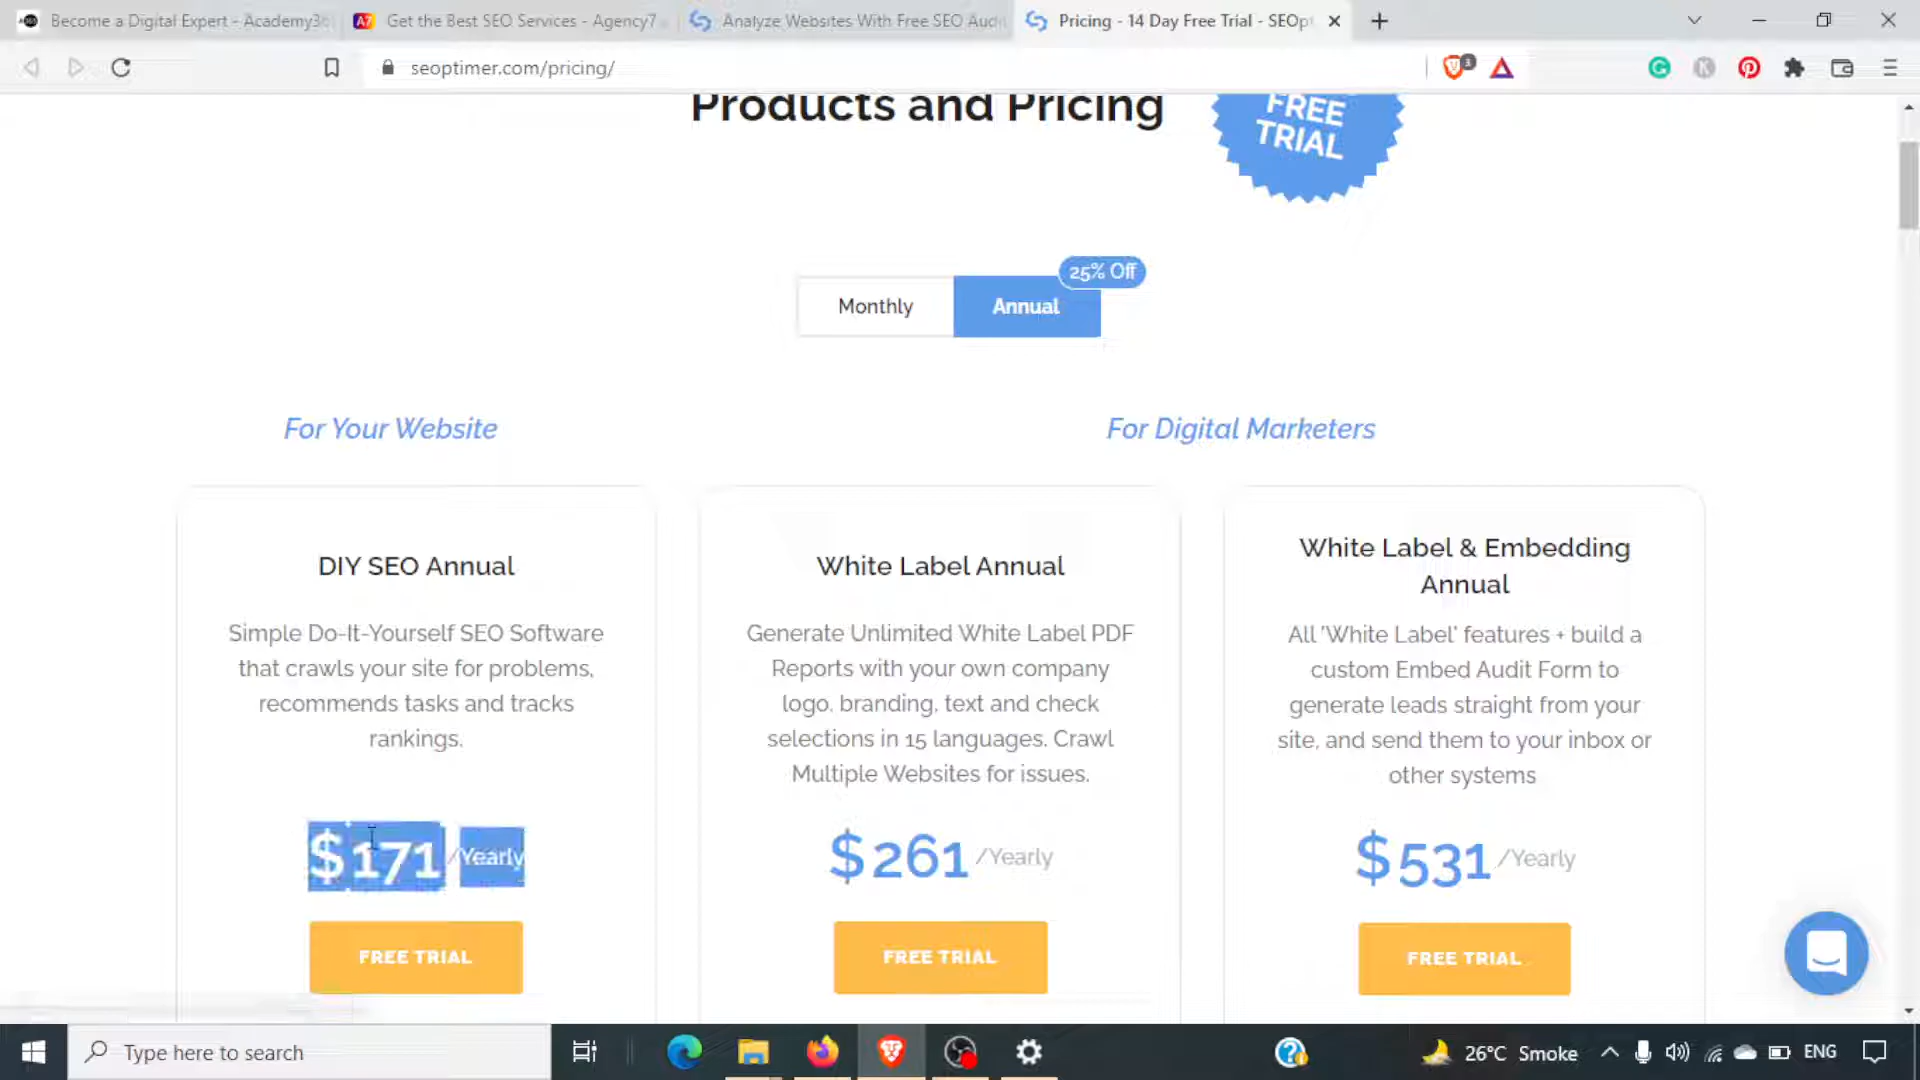 Become a Digital Expert - Academy36
Get the Best SEO Services - Agency7
Analyze Websites With Free SEO Aud
Pricing - 14 Day Free Trial - SEOpt
seoptimer.com/pricing/
3
Products and Pricing
FREE
TRIAL
25% Off
Monthly
Annual
For Your Website
For Digital Marketers
DIY SEO Annual
Simple Do-It-Yourself SEO Software
that crawls your site for problems,
recommends tasks and tracks
rankings.
$171 /Yearly
FREE TRIAL
White Label Annual
Generate Unlimited White Label PDF
Reports with your own company
logo, branding, text and check
selections in 15 languages. Crawl
Multiple Websites for issues.
$261 /Yearly
FREE TRIAL
White Label & Embedding
Annual
All 'White Label' features + build a
custom Embed Audit Form to
generate leads straight from your
site, and send them to your inbox or
other systems
$531 /Yearly
FREE TRIAL
Type here to search
26°C Smoke
ENG